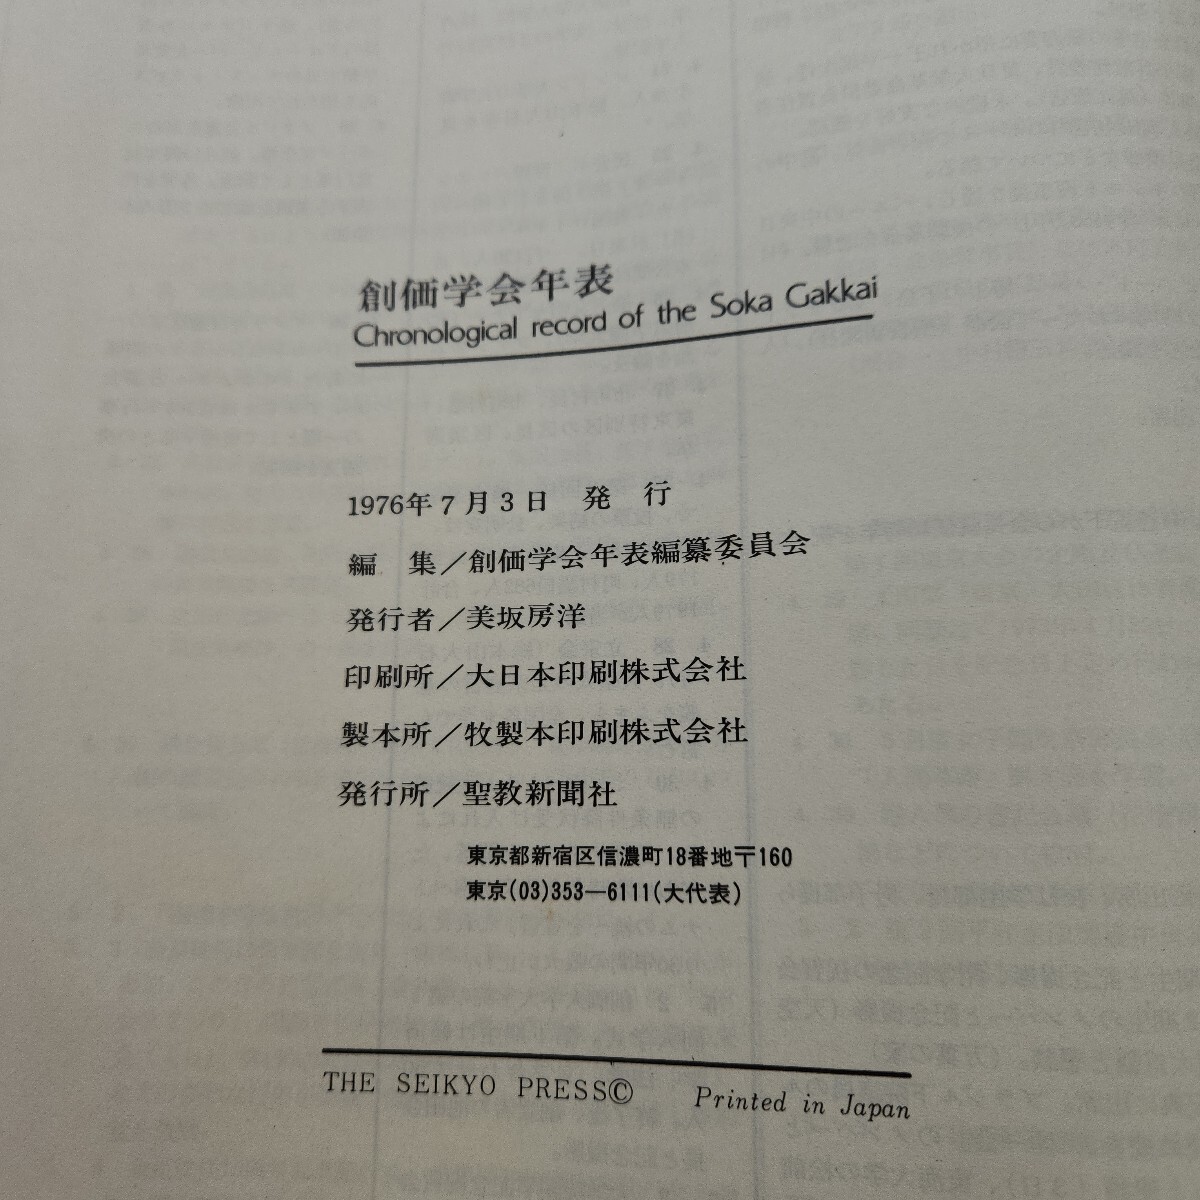 創価学会年表
Chronological record of the Soka Gakkai
1976年7月3日 発 行
編 集／創価学会年表編纂委員会
発行者／美坂房洋
印刷所／大日本印刷株式会社
製本所／牧製本印刷株式会社
発行所／聖教新聞社
東京都新宿区信濃町18番地〒160
東京(03)353—6111(大代表)
THE SEIKYO PRESS© Printed in Japan